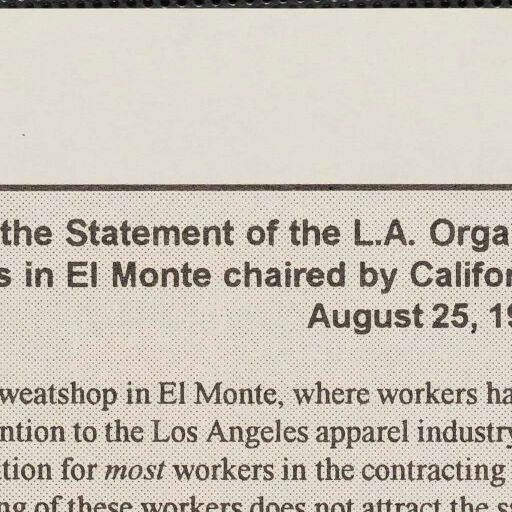 the Statement of the L.A. Orga
s in El Monte chaired by Califor
August 25, 19
weatshop in El Monte, where workers ha
ntion to the Los Angeles apparel industry
tion for most workers in the contracting
ng of these workers does not attract the s